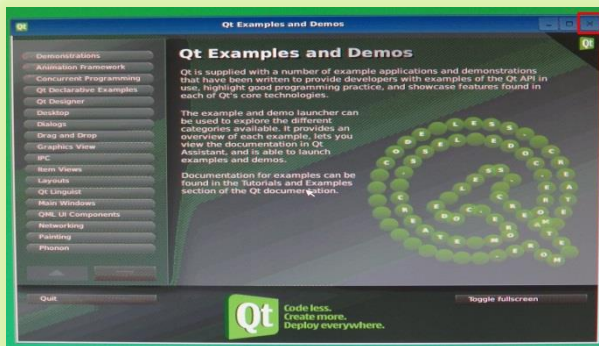 Qt Examples and Demos
Qt
Demonstrations
Animation Framework
Concurrent Programming
Qt Declarative Examples
Qt Designer
Desktop
Dialogs
Drag and Drop
Graphics View
IPC
Item Views
Layouts
Qt Linguist
Main Windows
QML UI Components
Networking
Painting
Phonon
Qt Examples and Demos
Qt is supplied with a number of example applications and demonstrations
that have been written to provide developers with examples of the Qt API in
use, highlight good programming practice, and showcase features found in
each of Qt's core technologies.
The example and demo launcher can
be used to explore the different
categories available. It provides an
overview of each example, lets you
view the documentation in Qt
Assistant, and is able to launch
examples and demos.
Documentation for examples can be
found in the Tutorials and Examples
section of the Qt documentation.
Quit
Qt
Code less.
Create more.
Deploy everywhere.
Toggle fullscreen